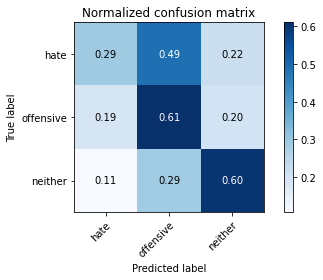 Normalized confusion matrix
True label
hate 0.29 0.49 0.22
offensive 0.19 0.61 0.20
neither 0.11 0.29 0.60
hate offensive neither
Predicted label
0.6
0.5
0.4
0.3
0.2